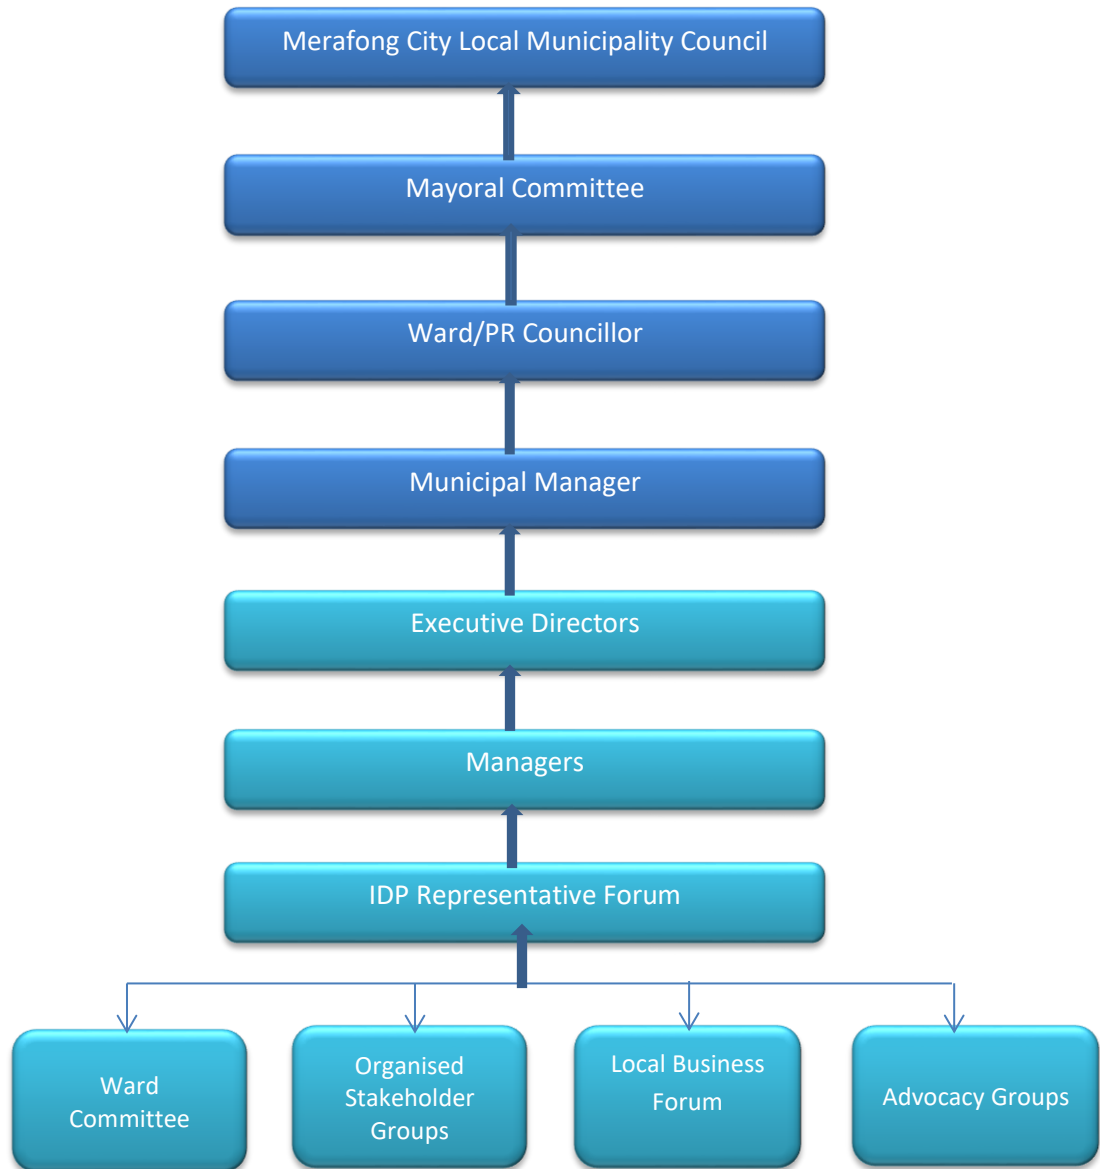 Merafong City Local Municipality Council
Mayoral Committee
Ward/PR Councillor
Municipal Manager
Executive Directors
Managers
IDP Representative Forum
Ward
Committee
Organised
Stakeholder
Groups
Local Business
Forum
Advocacy Groups